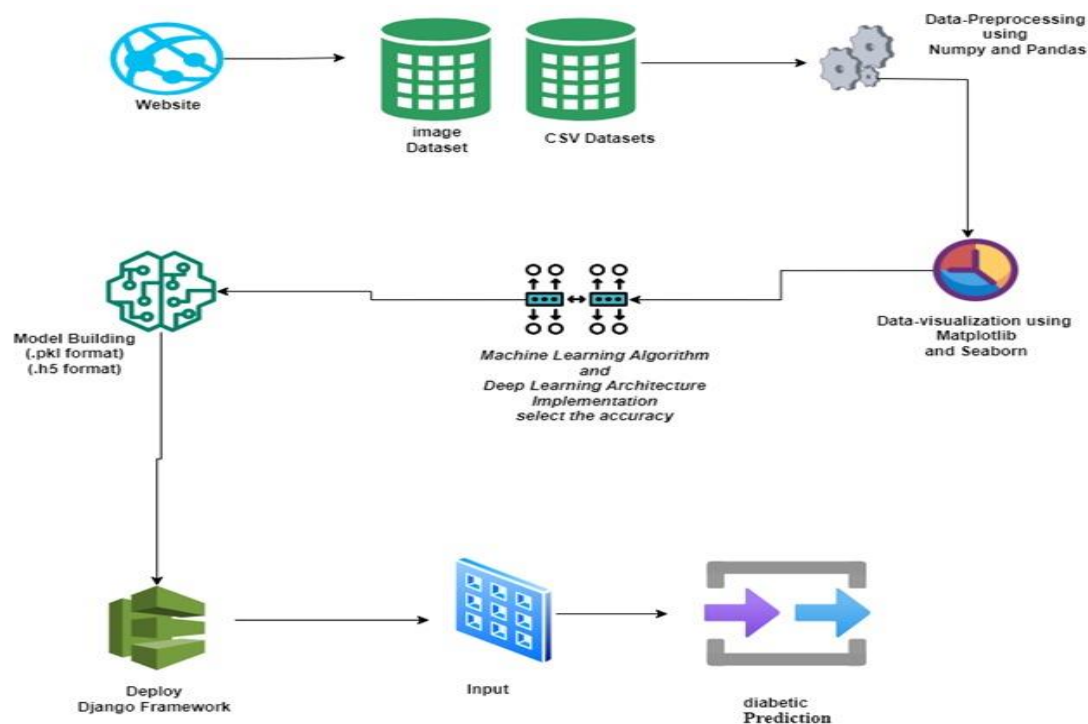 Website
image
Dataset
CSV Datasets
Data-Preprocessing
using
Numpy and Pandas
Data-visualization using
Matplotlib
and Seaborn
Machine Learning Algorithm
and
Deep Learning Architecture
Implementation
select the accuracy
Model Building
(.pkl format)
(.h5 format)
Deploy
Django Framework
Input
diabetic
Prediction